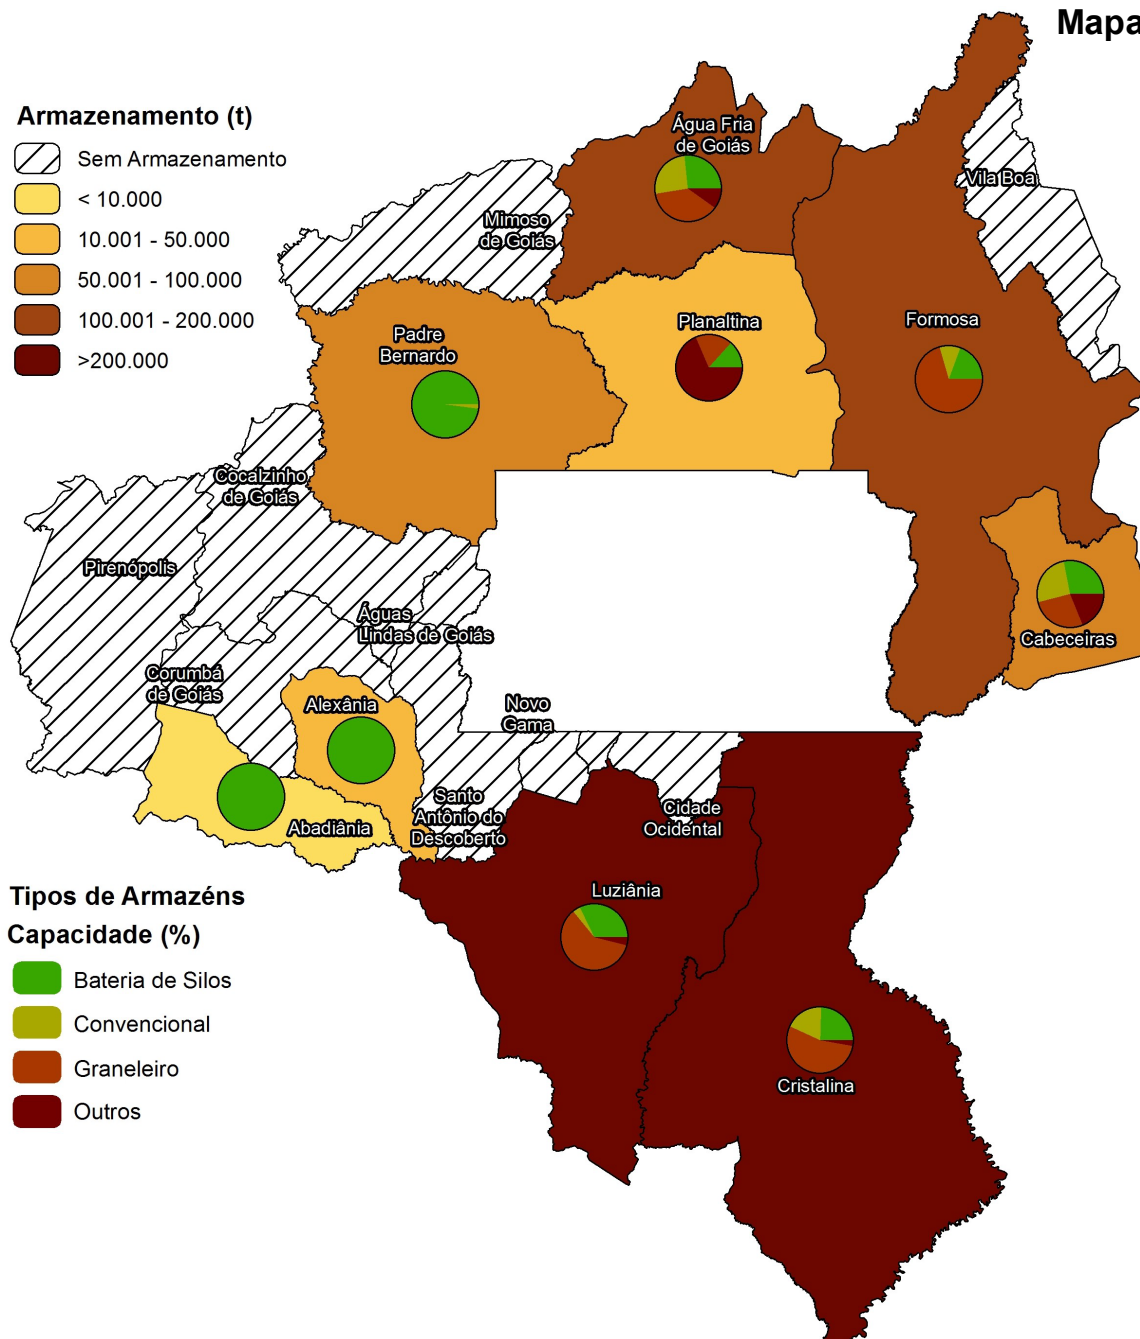 Mapa
Armazenamento (t)
Sem Armazenamento
< 10.000
10.001 - 50.000
50.001 - 100.000
100.001 - 200.000
>200.000
Água Fria
de Goiás
Vila Boa
Mimoso
de Goiás
Padre
Bernardo
Planaltina
Formosa
Cocalzinho
de Goiás
Pirenópolis
Águas
Lindas de Goiás
Cabeceiras
Corumbá
de Goiás
Alexânia
Novo
Gama
Abadiânia
Santo
Antônio do
Descoberto
Cidade
Ocidental
Luziânia
Cristalina
Tipos de Armazéns
Capacidade (%)
Bateria de Silos
Convencional
Graneleiro
Outros